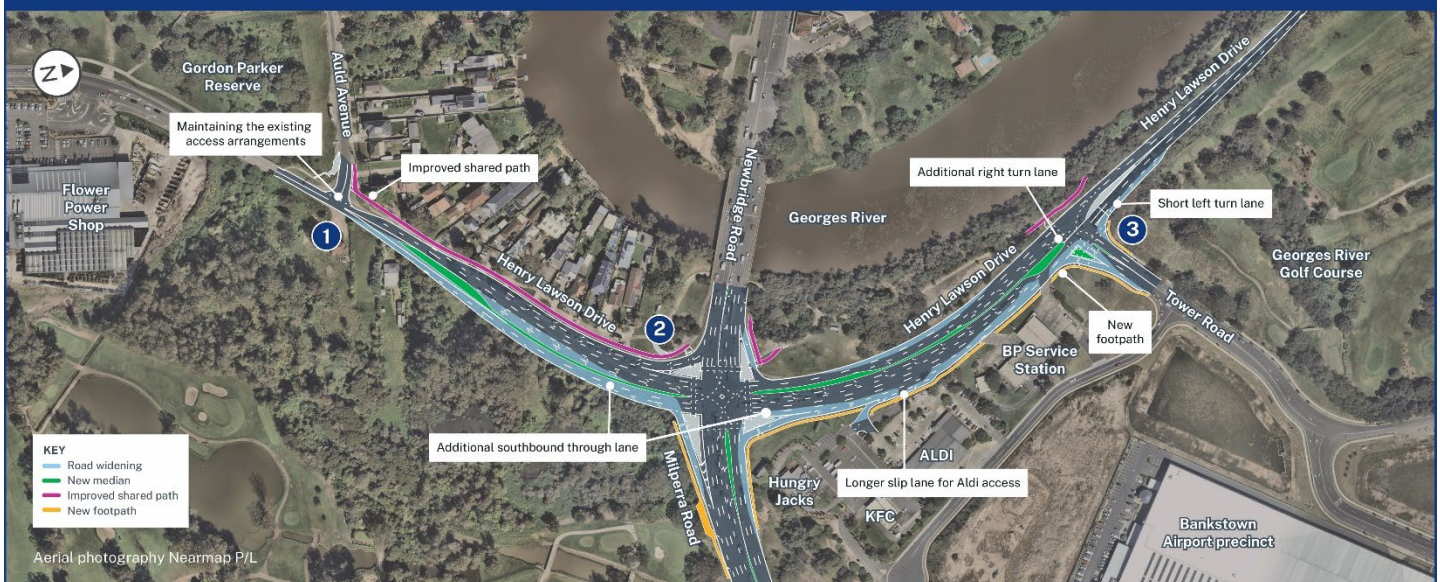 Z
Gordon Parker
Reserve
Auld Avenue
Maintaining the existing
access arrangements
Improved shared path
Flower
Power
Shop
1
Henry Lawson Drive
2
Newbridge Road
Georges River
Henry Lawson Drive
Additional right turn lane
Henry Lawson Drive
Short left turn lane
3
Georges River
Golf Course
Tower Road
New
footpath
BP Service
Station
Additional southbound through lane
Milperra Road
Hungry
Jacks
KFC
ALDI
Longer slip lane for Aldi access
Bankstown
Airport precinct
KEY
Road widening
New median
Improved shared path
New footpath
Aerial photography Nearmap P/L